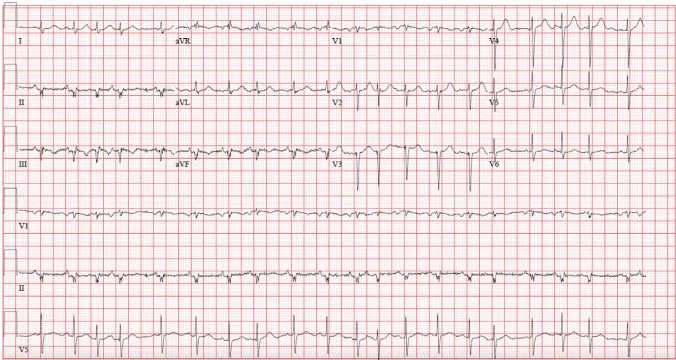 I aVR V1 V4
II aVL V2 V5
III aVF V3 V6
V1
II
V5